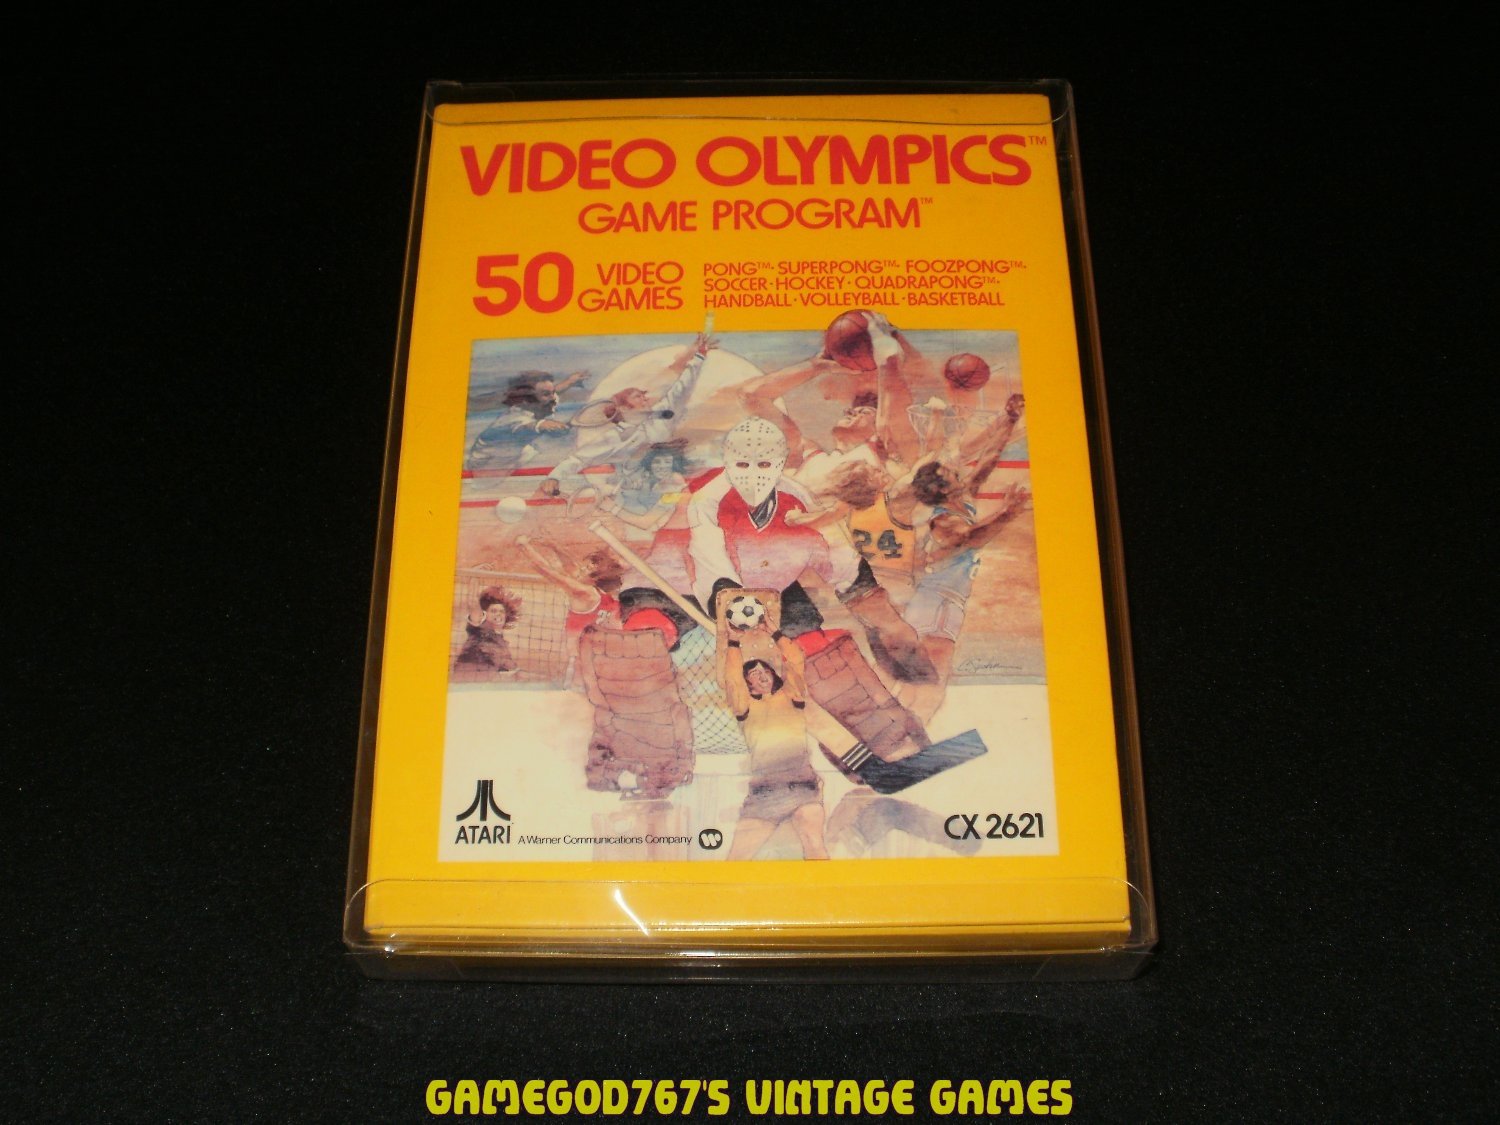 VIDEO OLYMPICS™
GAME PROGRAM™
50 VIDEO GAMES
PONG™· SUPERPONG™· FOOZPONG™·
SOCCER·HOCKEY·QUADRAPONG™·
HANDBALL·VOLLEYBALL·BASKETBALL
24
ATARI
A Warner Communications Company
CX 2621
GAMEGOD767'S VINTAGE GAMES